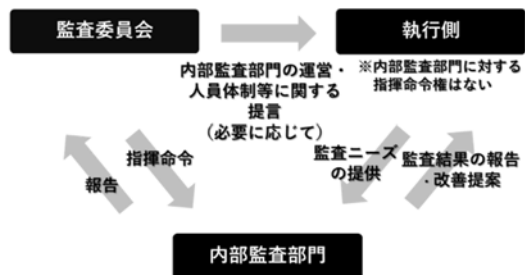 監査委員会
執行側
内部監査部門の運営・
人員体制等に関する
提言
（必要に応じて）
※内部監査部門に対する
指揮命令権はない
報告
指揮命令
監査ニーズ
の提供
監査結果の報告
・改善提案
内部監査部門